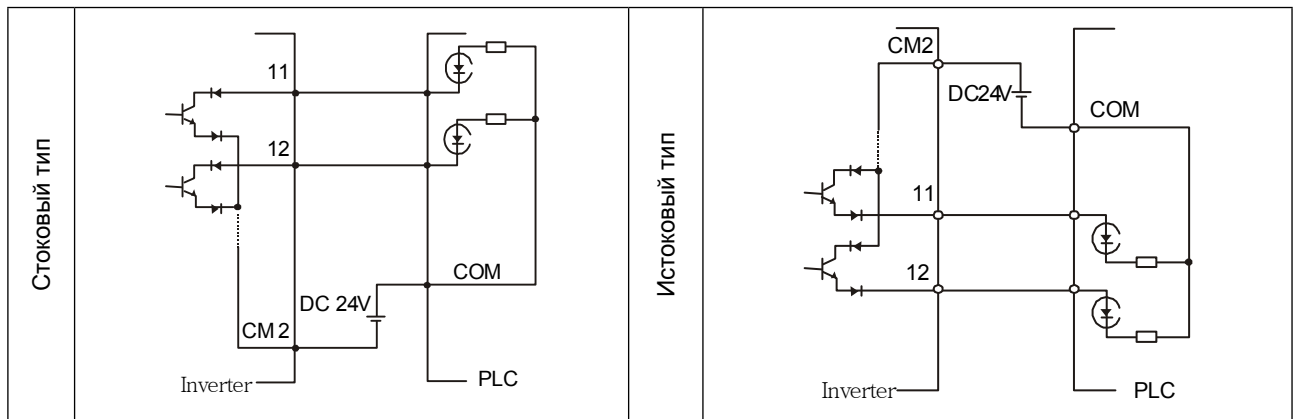 Стоковый тип
11
12
COM
DC 24V
CM 2
Inverter
PLC
Истоковый тип
CM2
DC24V
COM
11
12
Inverter
PLC